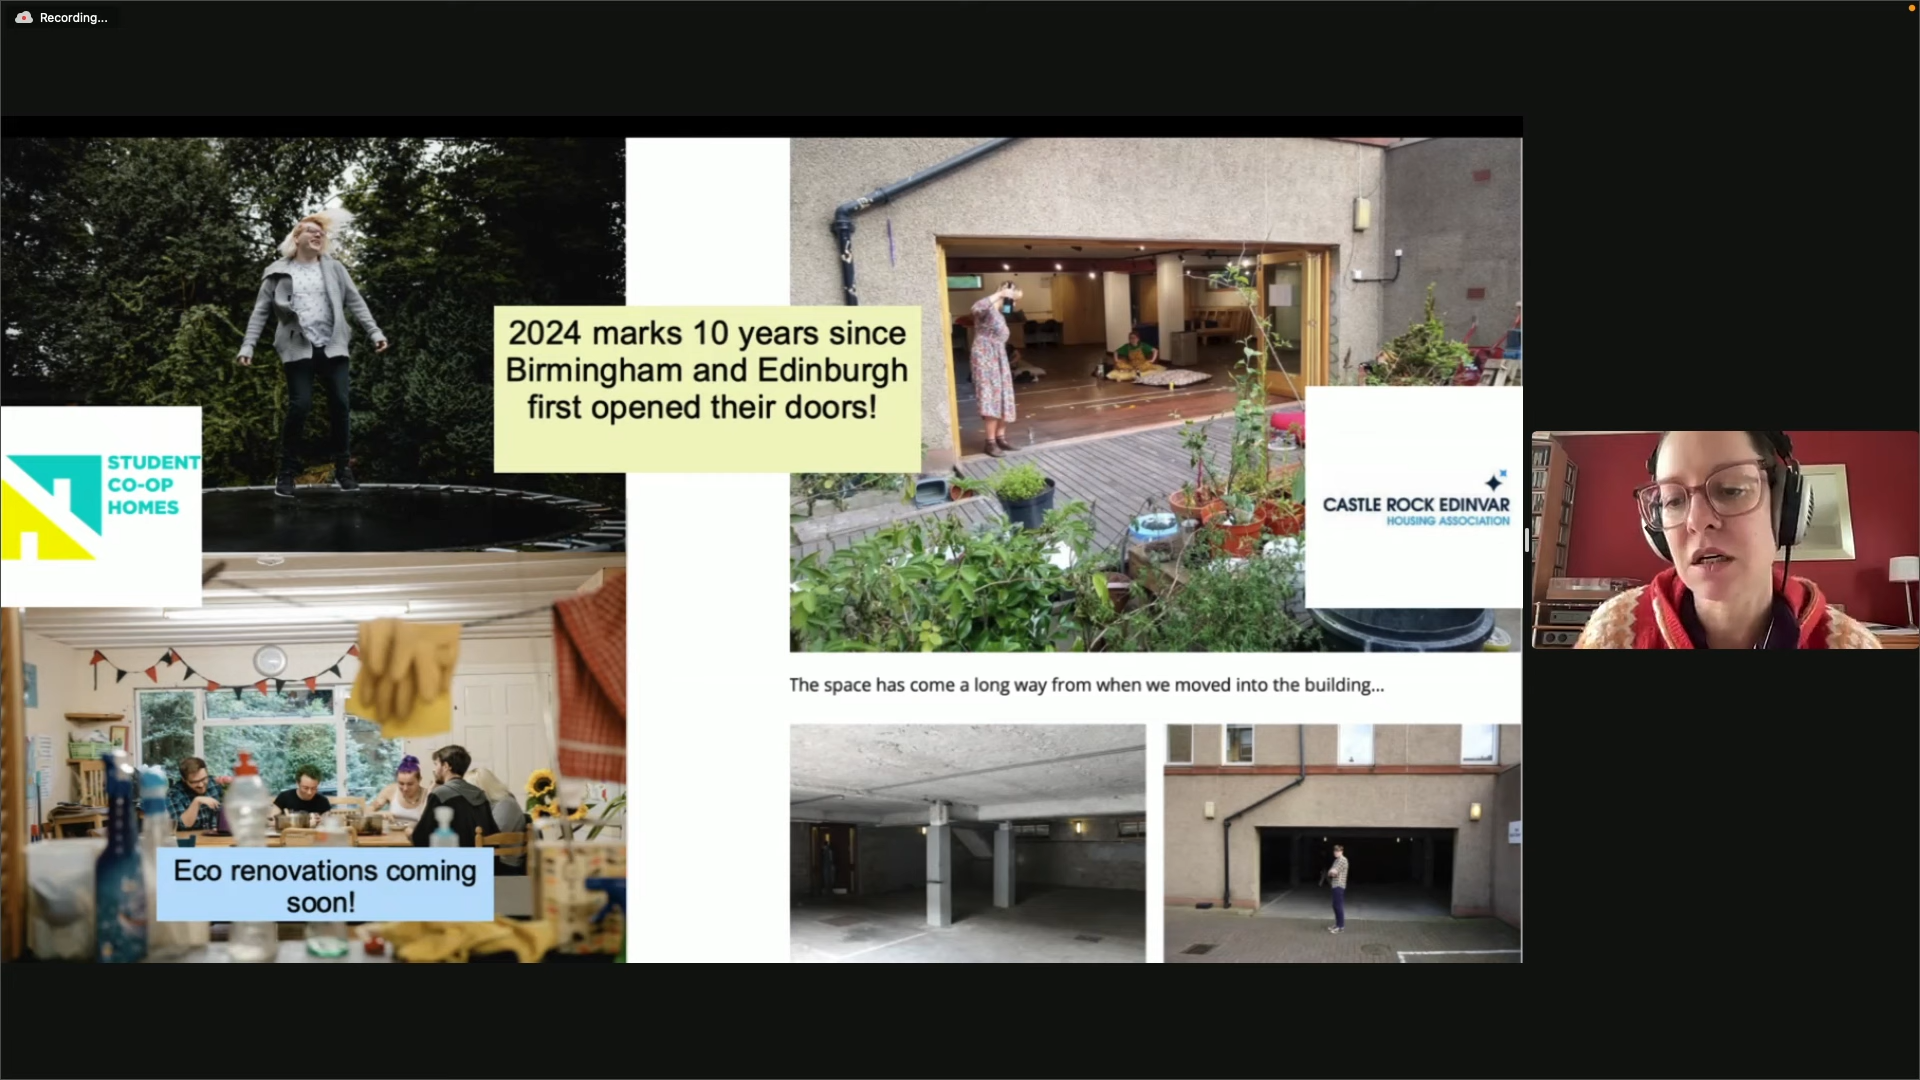 Recording...
2024 marks 10 years since
Birmingham and Edinburgh
first opened their doors!
STUDENT
CO-OP
HOMES
CASTLE ROCK EDINVAR
HOUSING ASSOCIATION
The space has come a long way from when we moved into the building...
Eco renovations coming
soon!